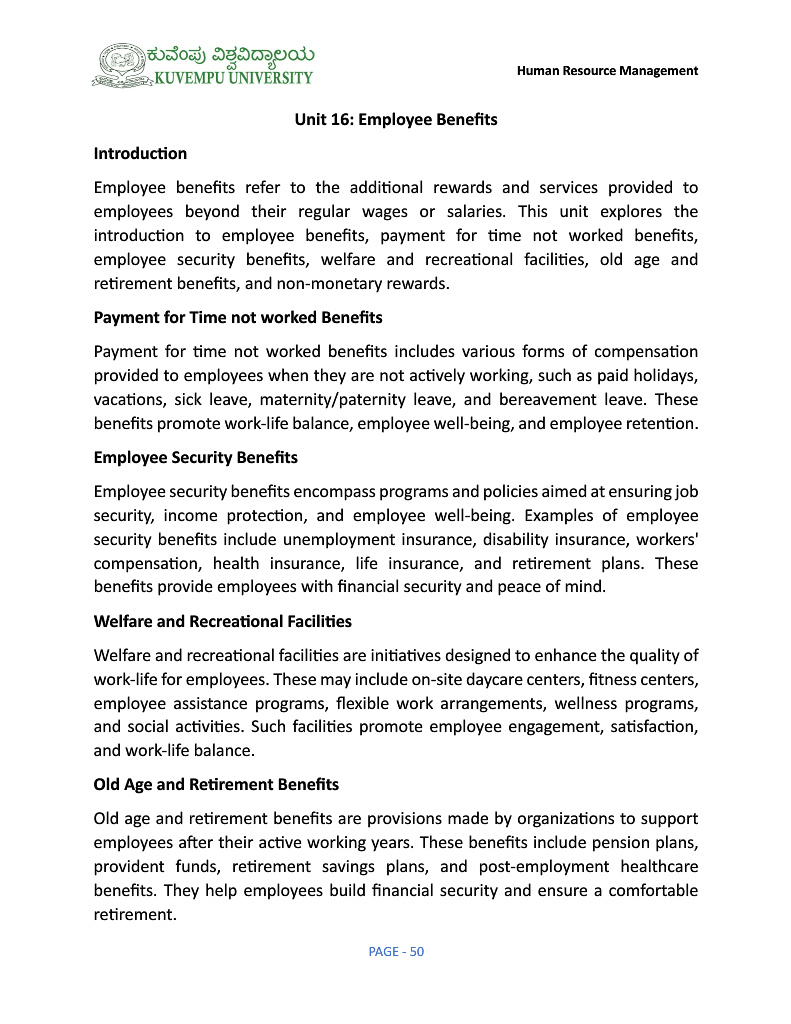 ಕುವೆಂಪು ವಿಶ್ವವಿದ್ಯಾಲಯ
KUVEMPU UNIVERSITY
Human Resource Management
Unit 16: Employee Benefits
Introduction
Employee benefits refer to the additional rewards and services provided to
employees beyond their regular wages or salaries. This unit explores the
introduction to employee benefits, payment for time not worked benefits,
employee security benefits, welfare and recreational facilities, old age and
retirement benefits, and non-monetary rewards.
Payment for Time not worked Benefits
Payment for time not worked benefits includes various forms of compensation
provided to employees when they are not actively working, such as paid holidays,
vacations, sick leave, maternity/paternity leave, and bereavement leave. These
benefits promote work-life balance, employee well-being, and employee retention.
Employee Security Benefits
Employee security benefits encompass programs and policies aimed at ensuring job
security, income protection, and employee well-being. Examples of employee
security benefits include unemployment insurance, disability insurance, workers'
compensation, health insurance, life insurance, and retirement plans. These
benefits provide employees with financial security and peace of mind.
Welfare and Recreational Facilities
Welfare and recreational facilities are initiatives designed to enhance the quality of
work-life for employees. These may include on-site daycare centers, fitness centers,
employee assistance programs, flexible work arrangements, wellness programs,
and social activities. Such facilities promote employee engagement, satisfaction,
and work-life balance.
Old Age and Retirement Benefits
Old age and retirement benefits are provisions made by organizations to support
employees after their active working years. These benefits include pension plans,
provident funds, retirement savings plans, and post-employment healthcare
benefits. They help employees build financial security and ensure a comfortable
retirement.
PAGE - 50